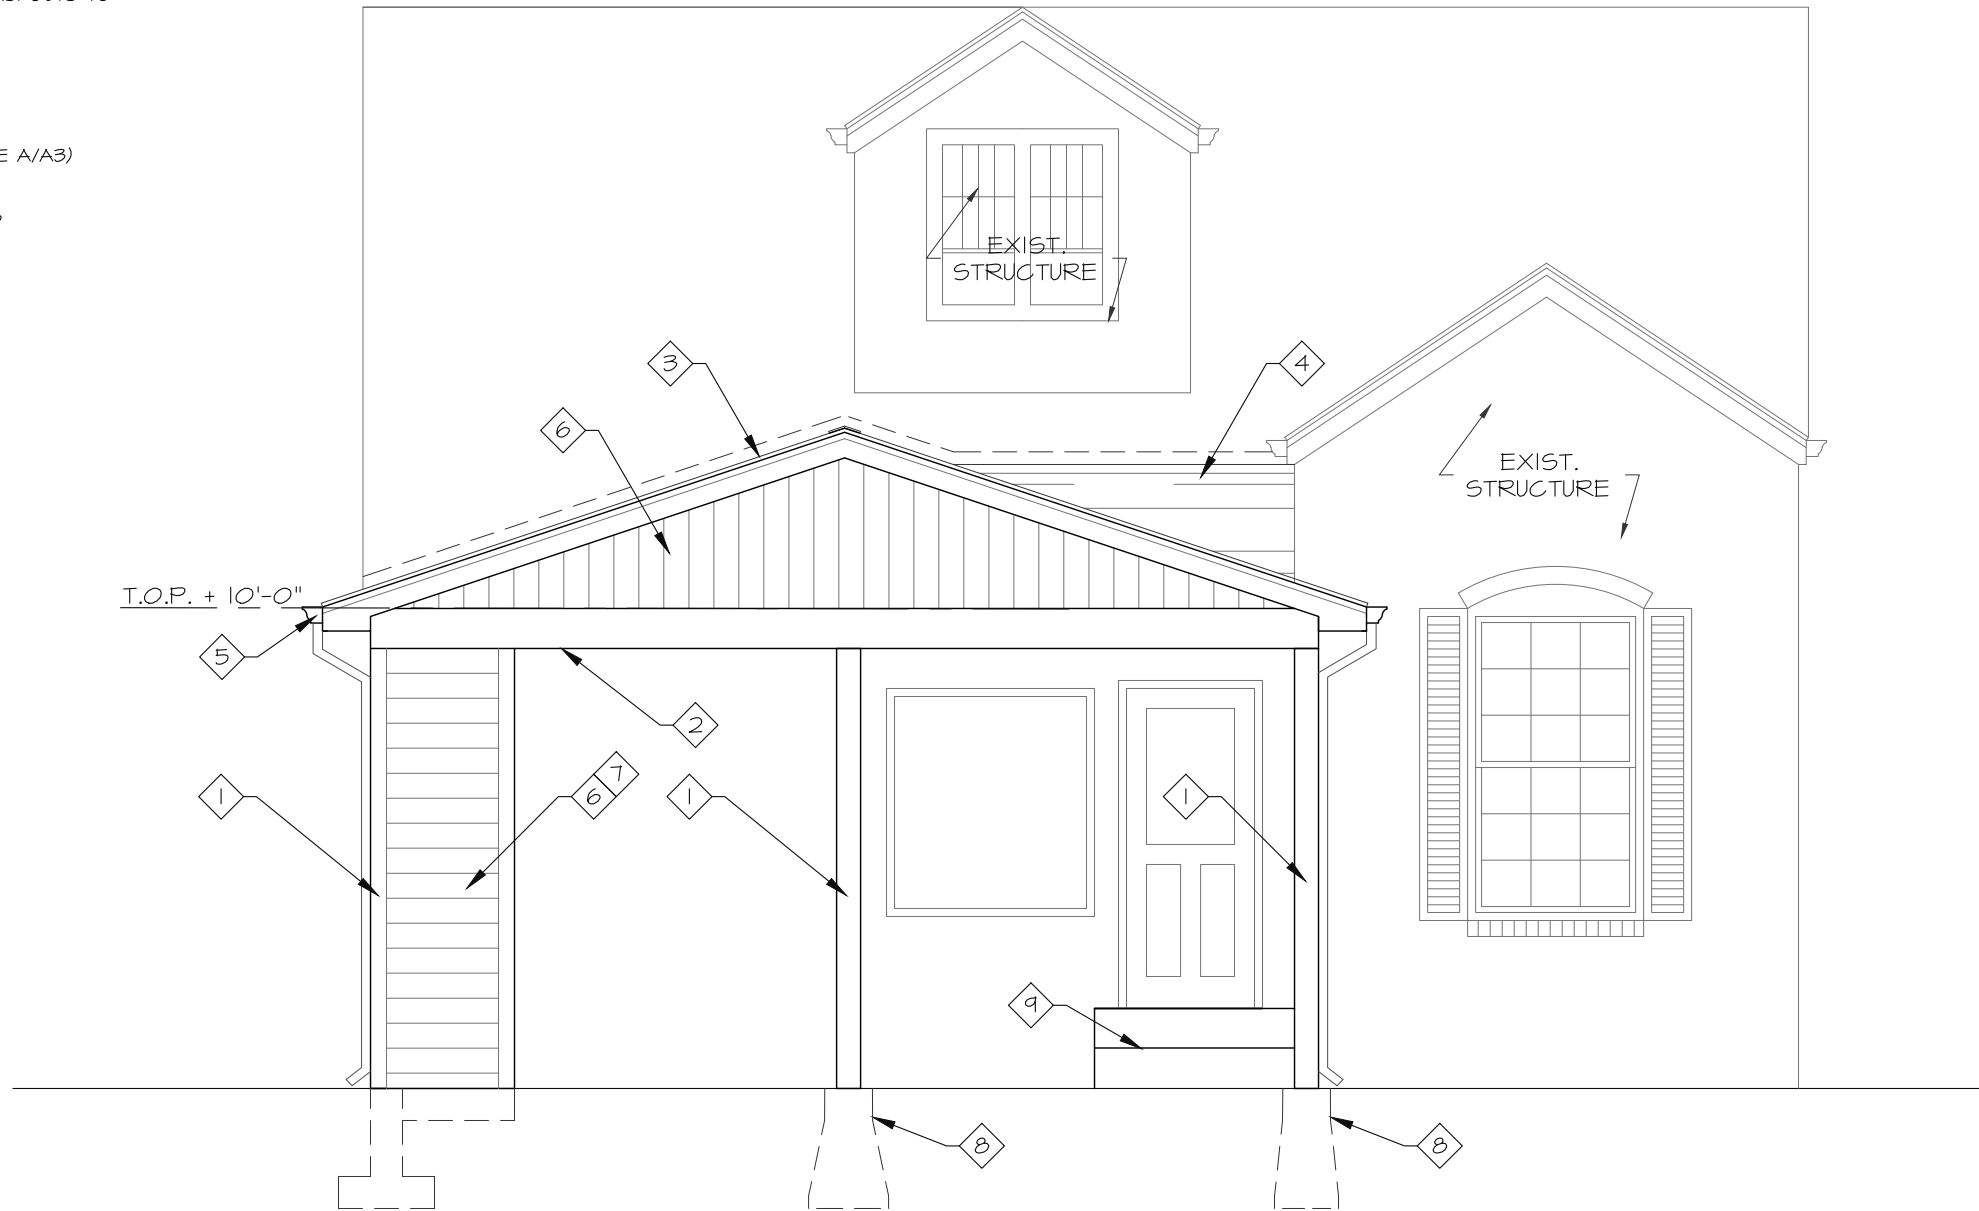 E A/A3)
EXIST.
STRUCTURE
3
4
6
EXIST.
STRUCTURE
T.O.P. + 10'-0"
5
2
7
6
1
1
1
9
8
8